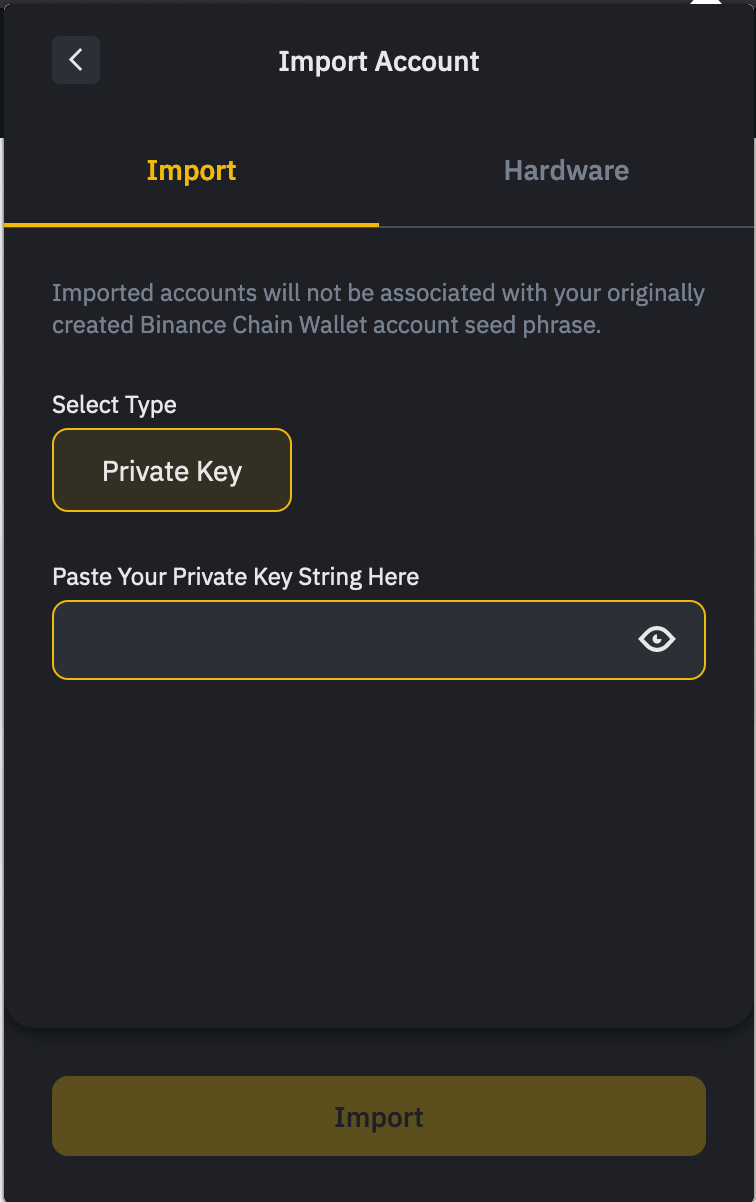 Import Account
Import
Hardware
Imported accounts will not be associated with your originally
created Binance Chain Wallet account seed phrase.
Select Type
Private Key
Paste Your Private Key String Here
Import